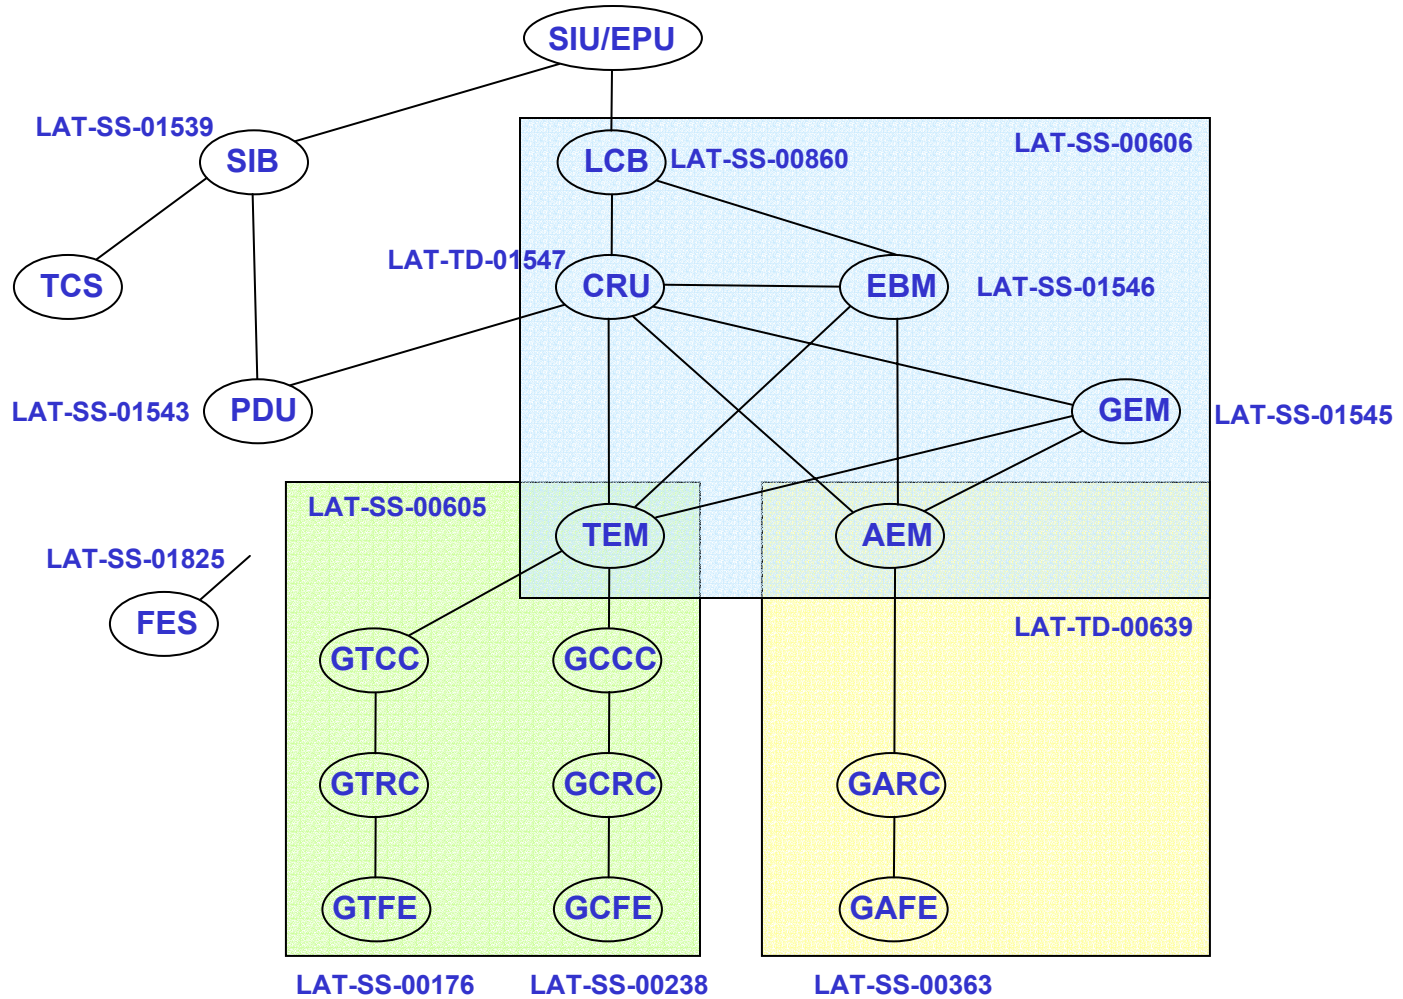 SIU/EPU
LAT-SS-01539
SIB
LCB
LAT-SS-00860
LAT-SS-00606
LAT-TD-01547
TCS
CRU
EBM
LAT-SS-01546
LAT-SS-01543
PDU
GEM
LAT-SS-01545
LAT-SS-00605
TEM
AEM
LAT-SS-01825
FES
LAT-TD-00639
GTCC
GCCC
GTRC
GCRC
GARC
GTFE
GCFE
GAFE
LAT-SS-00176
LAT-SS-00238
LAT-SS-00363